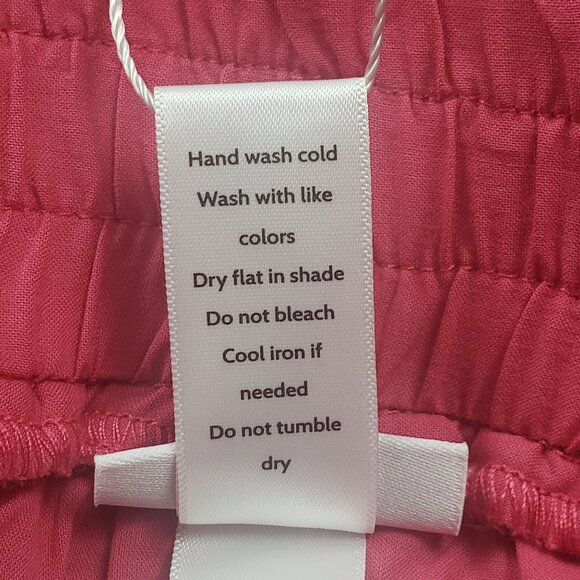 Hand wash cold
Wash with like
colors
Dry flat in shade
Do not bleach
Cool iron if
needed
Do not tumble
dry